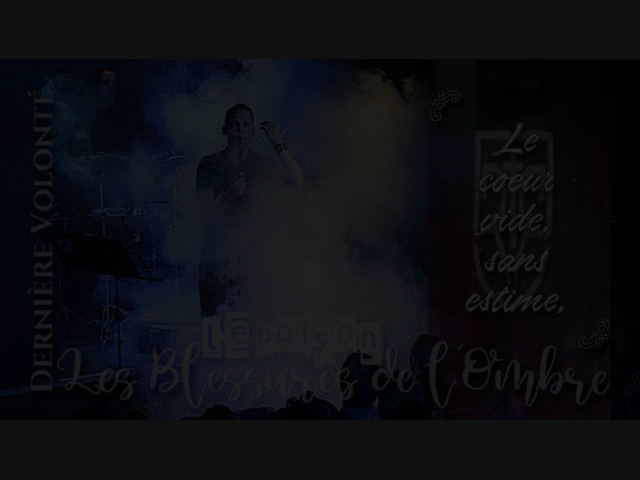 DERNIÈRE VOLONTÉ
Le
coeur
vide,
sans
estime,
Le poison
Les Blessures de l'Ombre